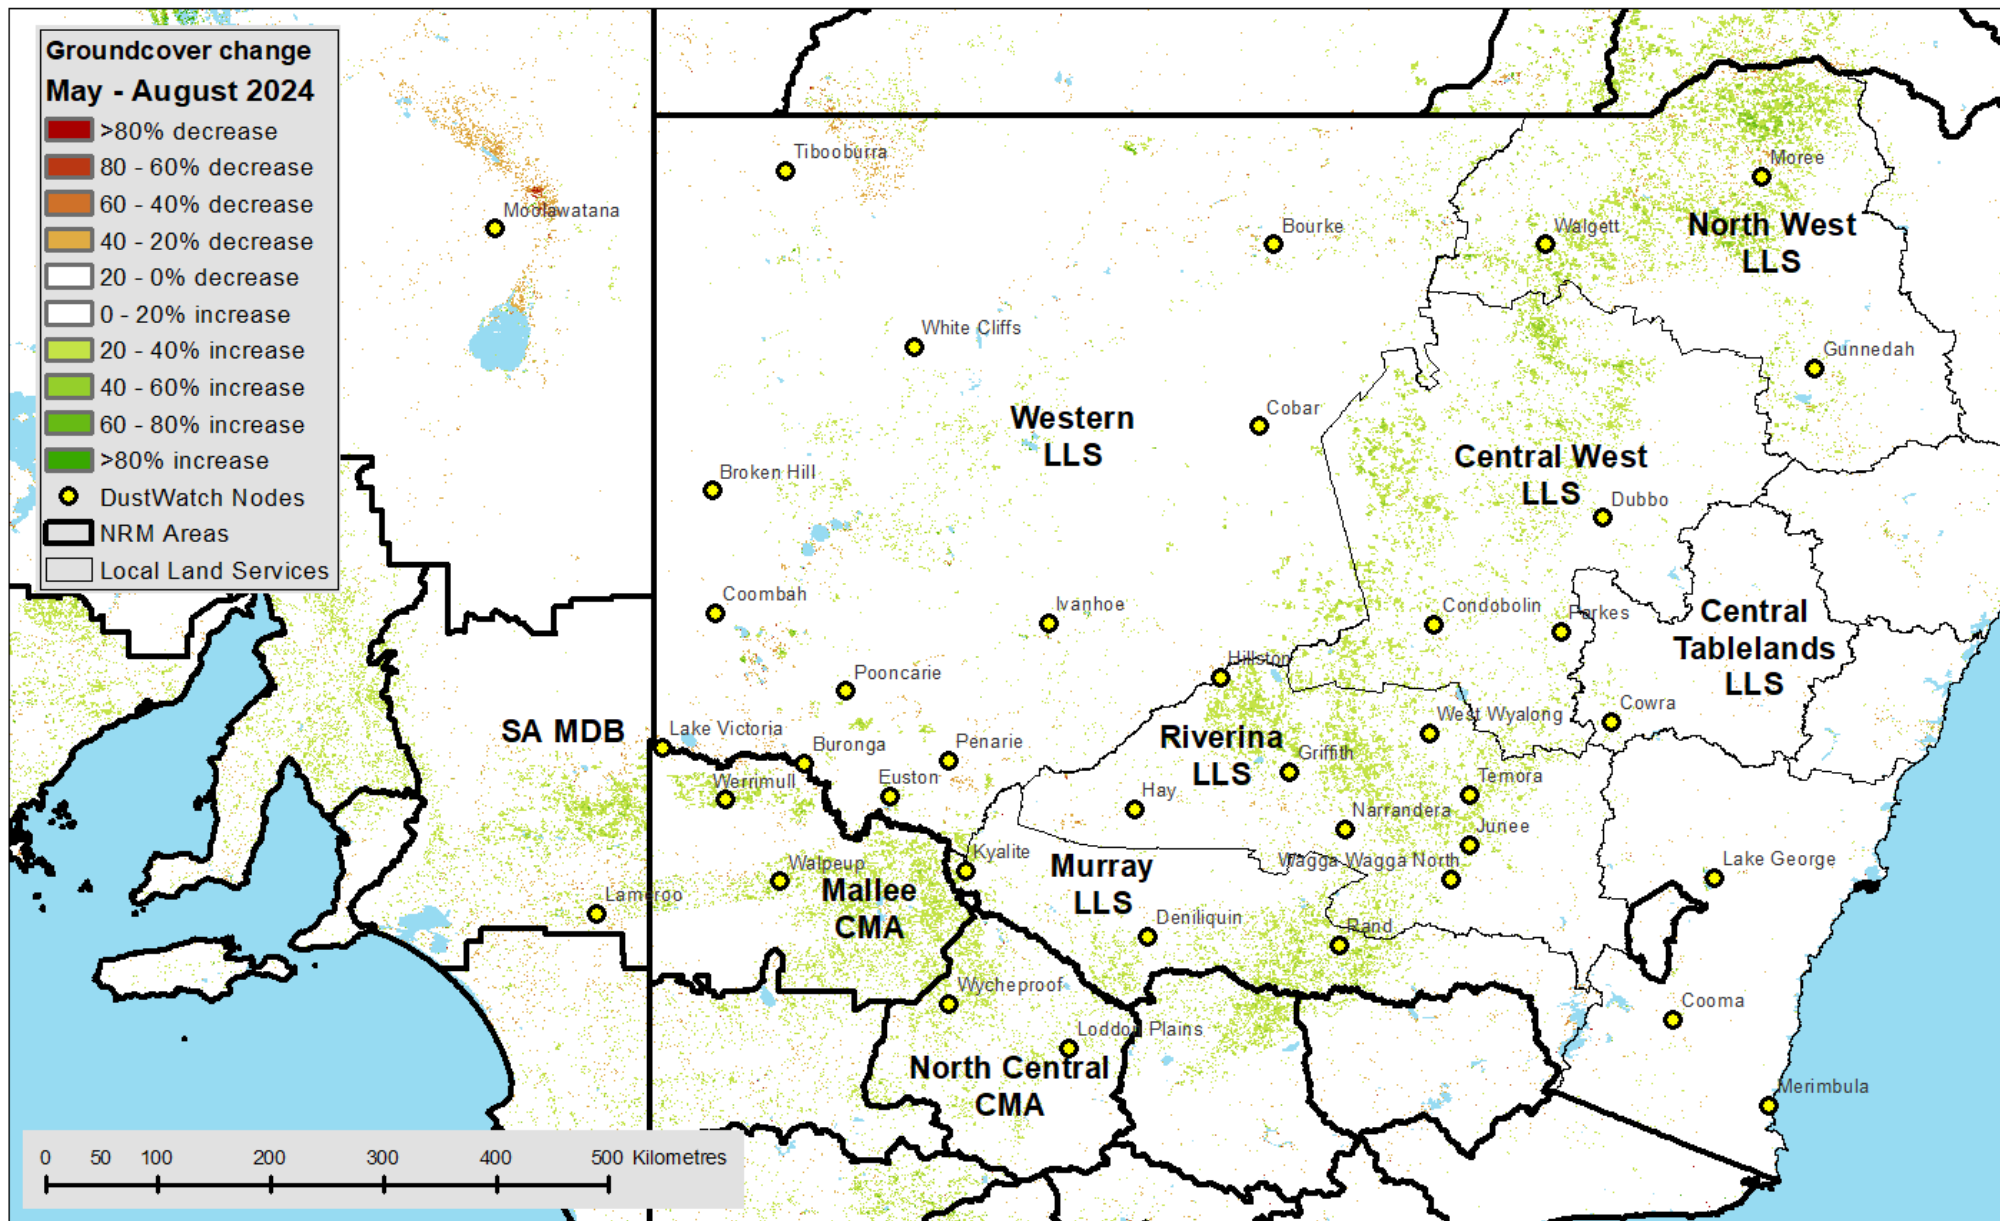 Groundcover change
May - August 2024
>80% decrease
80 - 60% decrease
60 - 40% decrease
40 - 20% decrease
20 - 0% decrease
0 - 20% increase
20 - 40% increase
40 - 60% increase
60 - 80% increase
>80% increase
DustWatch Nodes
NRM Areas
Local Land Services
Tibooburra
Moolawatana
Moree
Bourke
Walgett
North West
LLS
White Cliffs
Gunnedah
Cobar
Western
LLS
Broken Hill
Central West
LLS
Dubbo
Coombah
Ivanhoe
Condobolin
Parkes
Central
Tablelands
LLS
Hillston
Pooncarie
Cowra
SA MDB
Lake Victoria
Buronga
Penarie
Riverina
LLS
West Wyalong
Griffith
Werrimull
Euston
Hay
Temora
Narrandera
Junee
Kyalite
Walpeup
Mallee
CMA
Murray
LLS
Wagga Wagga North
Lake George
Lameroo
Deniliquin
Rand
Wycheproof
Cooma
Loddon Plains
North Central
CMA
Merimbula
0 50 100 200 300 400 500 Kilometres